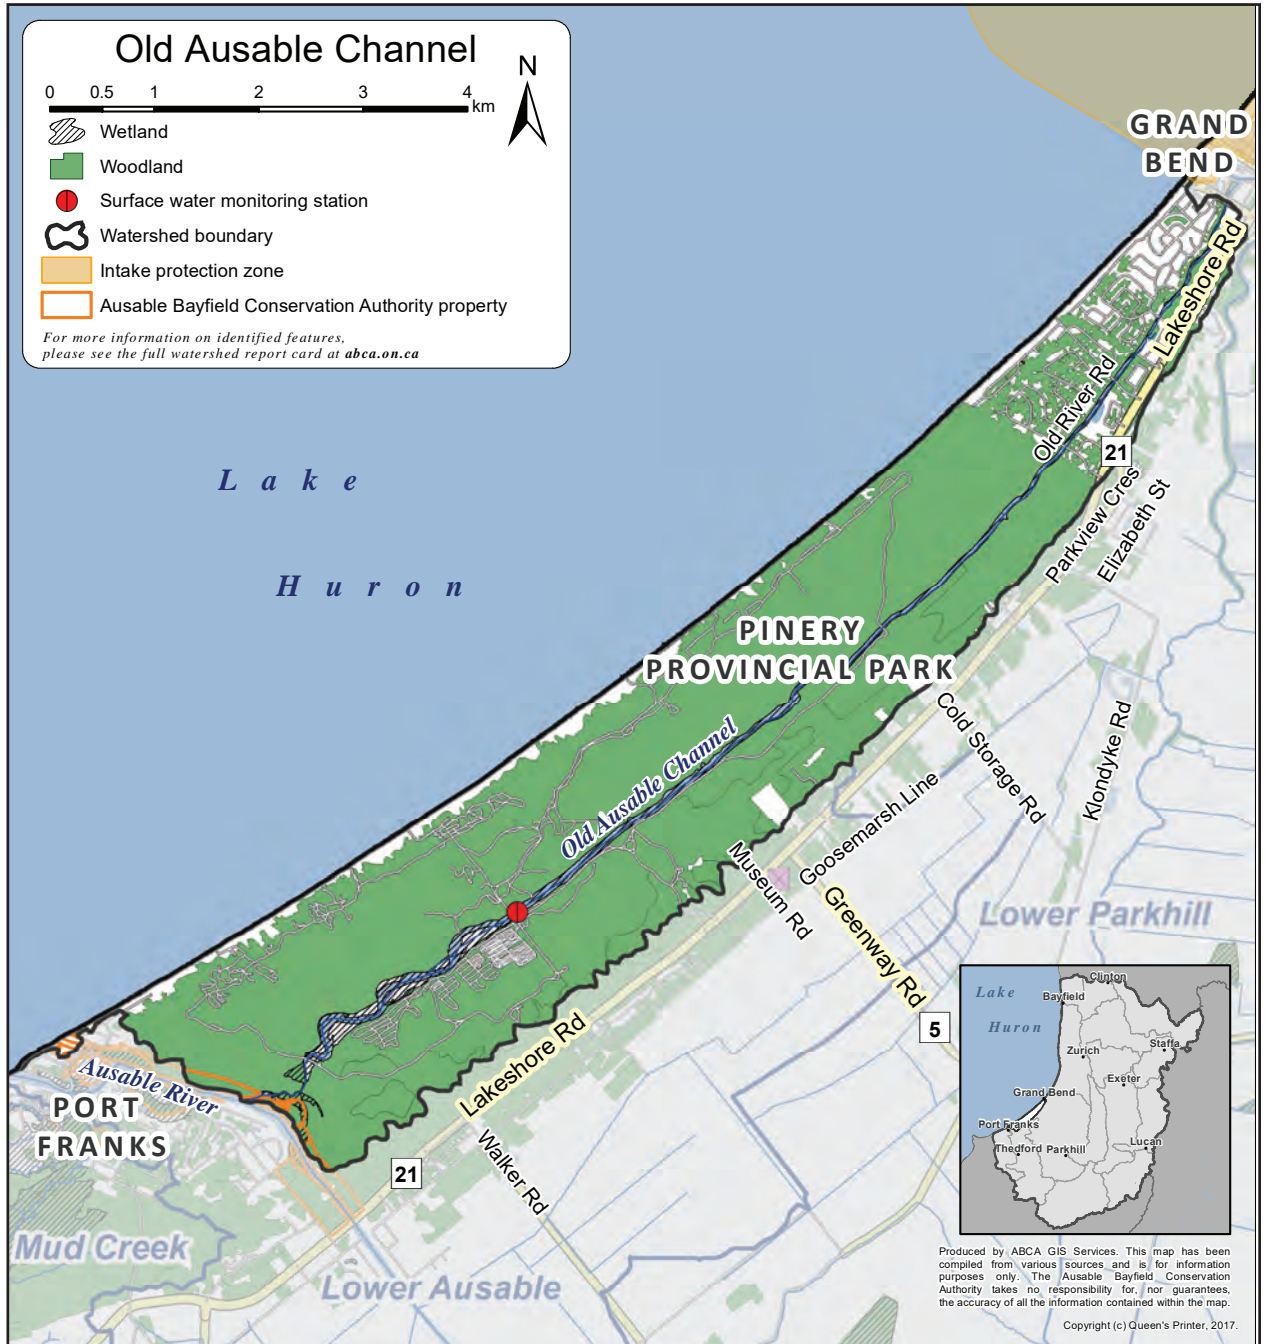 Old Ausable Channel
N
0 0.5 1 2 3 4
km
Wetland
Woodland
Surface water monitoring station
Watershed boundary
Intake protection zone
Ausable Bayfield Conservation Authority property
For more information on identified features,
please see the full watershed report card at abca.on.ca
GRAND
BEND
Lakeshore Rd
Old River Rd
21
Parkview Cres
Elizabeth St
Lake
Huron
PINERY
PROVINCIAL PARK
Cold Storage Rd
Klondyke Rd
Old Ausable Channel
Goosemarsh Line
Museum Rd
Greenway Rd
Lower Parkhill
5
Lakeshore Rd
Ausable River
PORT
FRANKS
21
Walker Rd
Mud Creek
Lower Ausable
Lake
Huron
Clinton
Bayfield
Zurich
Staffa
Exeter
Grand Bend
Port Franks
Lucan
Thedford
Parkhill
Produced by ABCA GIS Services. This map has been
compiled from various sources and is for information
purposes only. The Ausable Bayfield Conservation
Authority takes no responsibility for, nor guarantees,
the accuracy of all the information contained within the map.
Copyright (c) Queen's Printer, 2017.